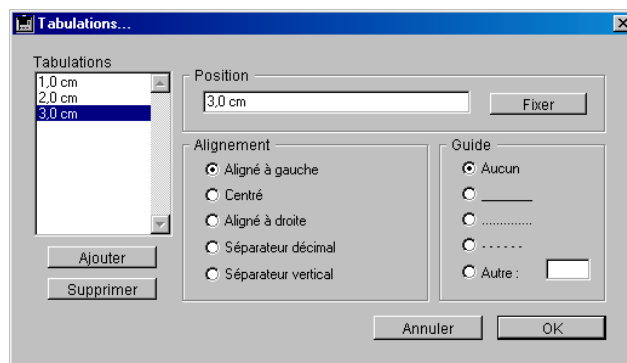 Tabulations...
Tabulations
1,0 cm
2,0 cm
3,0 cm
Ajouter
Supprimer
Position
3,0 cm
Fixer
Alignement
Aligné à gauche
Centré
Aligné à droite
Séparateur décimal
Séparateur vertical
Guide
Aucun
________
.............
- - - - - -
Autre :
Annuler
OK